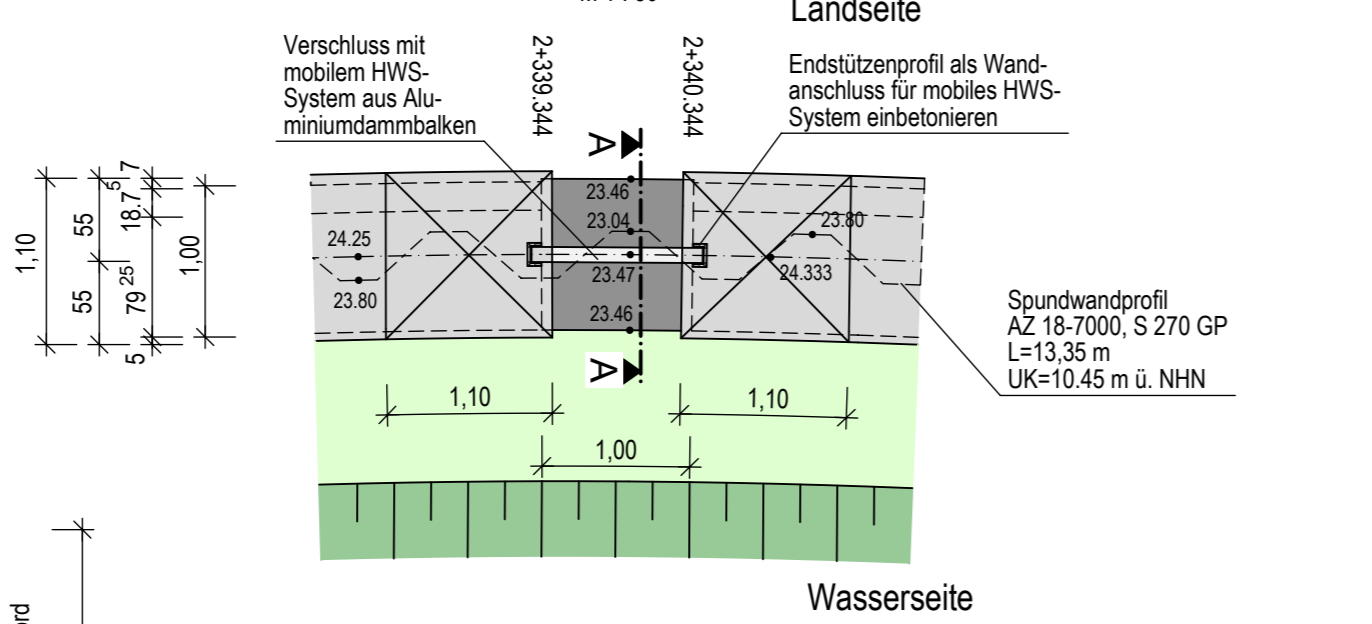 Landseite
Verschluss mit
mobilem HWS-
System aus Alu-
miniumdammbalken
2+339.344
2+340.344
Endstützenprofil als Wand-
anschluss für mobiles HWS-
System einbetonieren
A
1,10
55
55
7
5
18.7
79 25
5
1,00
23.46
23.04
23.47
23.46
24.25
23.80
23.80
24.333
A
Spundwandprofil
AZ 18-7000, S 270 GP
L=13,35 m
UK=10.45 m ü. NHN
1,10
1,10
1,00
Wasserseite